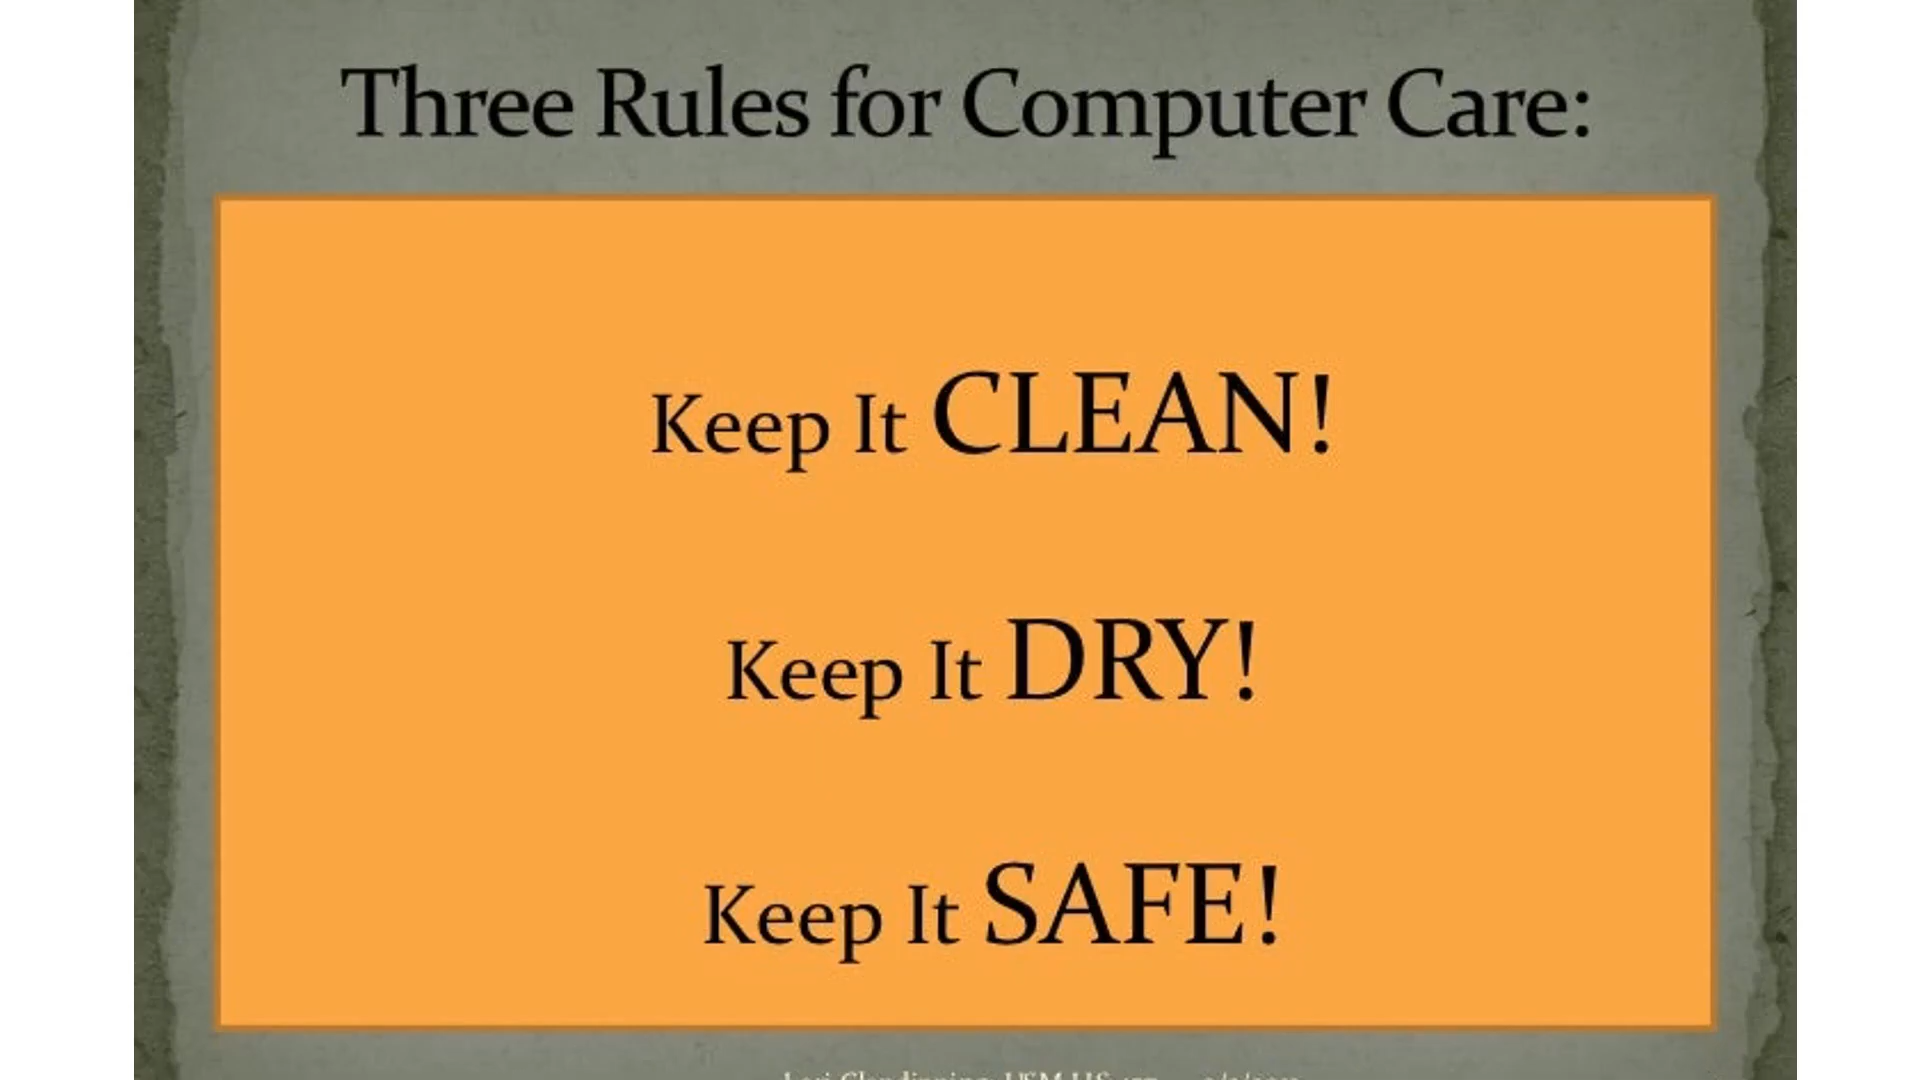 Three Rules for Computer Care:
Keep It CLEAN!
Keep It DRY!
Keep It SAFE!